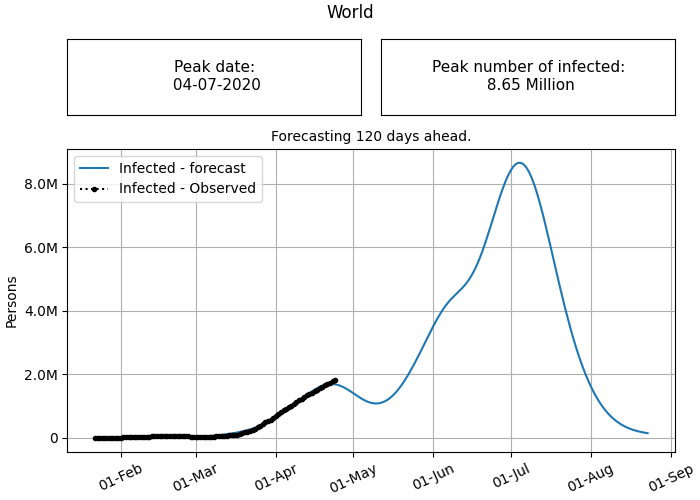 World
Peak date:
04-07-2020
Peak number of infected:
8.65 Million
Forecasting 120 days ahead.
Infected - forecast
Infected - Observed
8.0M
6.0M
4.0M
2.0M
0
Persons
01-Feb
01-Mar
01-Apr
01-May
01-Jun
01-Jul
01-Aug
01-Sep